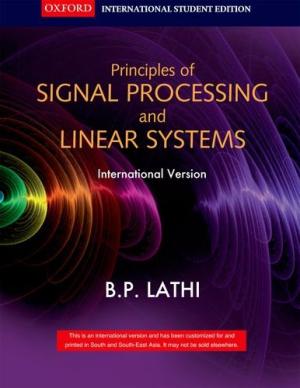 OXFORD INTERNATIONAL STUDENT EDITION
Principles of
SIGNAL PROCESSING
and
LINEAR SYSTEMS
International Version
B.P. LATHI
This is an international version and has been customized for and
printed in South and South-East Asia. It may not be sold elsewhere.